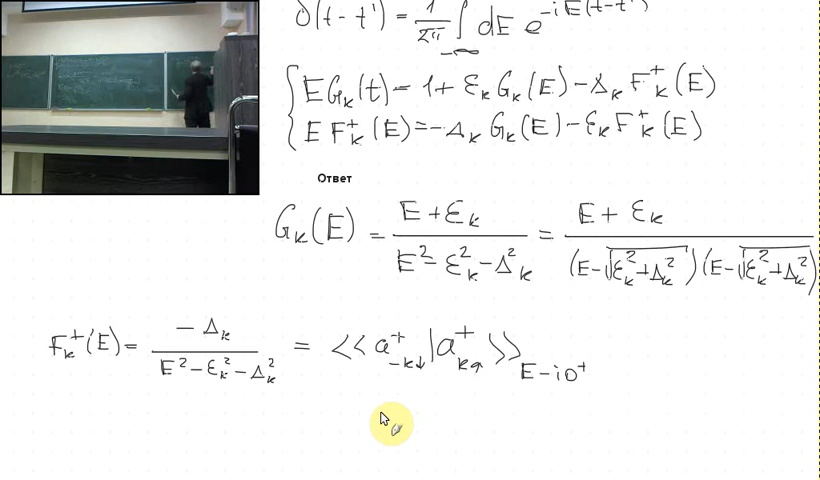 δ(t-t') = 1/2π ∫_{-∞} dE e^{-iE(t-t')}
{ E G_k(t) = 1 + ε_k G_k(E) - Δ_k F_k^+(E)
E F_k^+(E) = -Δ_k G_k(E) - ε_k F_k^+(E)
Ответ
G_k(E) = (E + ε_k)/(E² - ε_k² - Δ_k²) = (E + ε_k)/((E - √(ε_k² + Δ_k²))(E - √(ε_k² + Δ_k²)))
F_k^+(E) = (-Δ_k)/(E² - ε_k² - Δ_k²) = << a^+_{-k↓} | a^+_{k↑} >>_{E-i0^+}